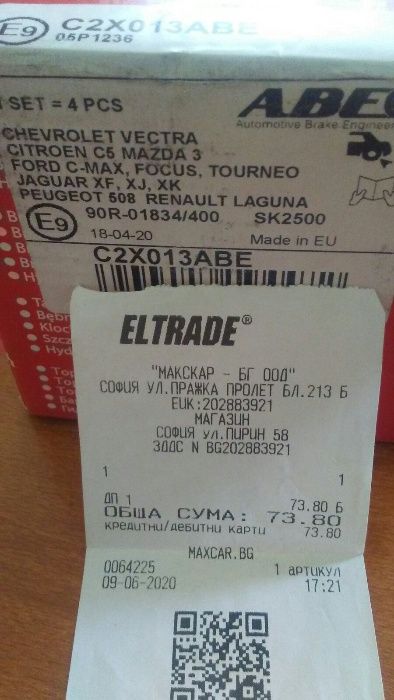 E9 C2X013ABE
05P1236
1 SET = 4 PCS
ABE
Automotive Brake Engineer
CHEVROLET VECTRA
CITROEN C5 MAZDA 3
FORD C-MAX, FOCUS, TOURNEO
JAGUAR XF, XJ, XK
PEUGEOT 508 RENAULT LAGUNA
E9 90R-01834/400 SK2500
18-04-20 Made in EU
C2X013ABE
ELTRADE®
"МАКСКАР - БГ ООД"
СОФИЯ УЛ.ПРАЖКА ПРОЛЕТ БЛ.213 Б
ЕИК:202883921
МАГАЗИН
СОФИЯ УЛ.ПИРИН 58
ЗДДС N BG202883921
1 1
ДП 1 73.80 Б
ОБЩА СУМА: 73.80
КРЕДИТНИ/ДЕБИТНИ КАРТИ 73.80
MAXCAR.BG
0064225 1 АРТИКУЛ
09-06-2020 17:21